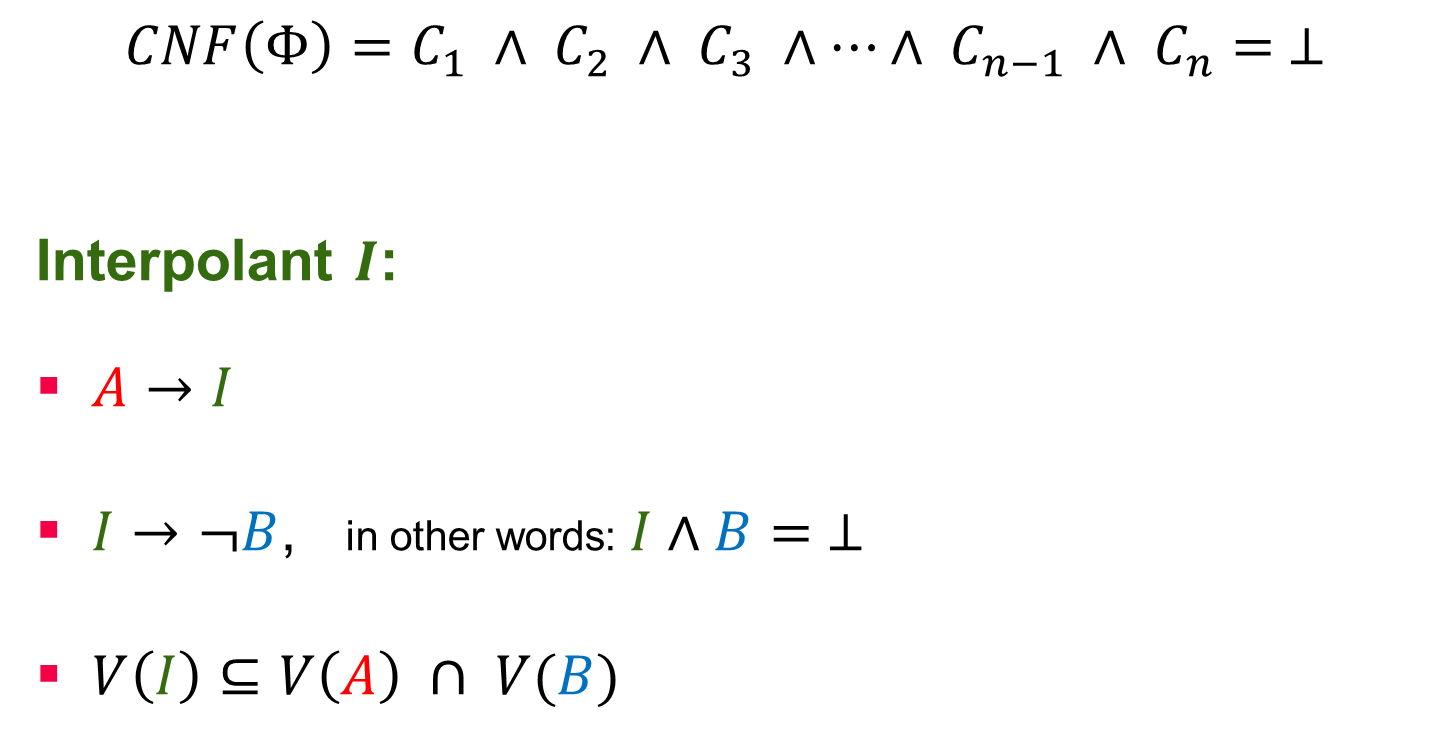 CNF(Φ) = C₁ ∧ C₂ ∧ C₃ ∧ ⋯ ∧ Cₙ₋₁ ∧ Cₙ = ⊥
Interpolant I:
▪ A → I
▪ I → ¬B, in other words: I ∧ B = ⊥
▪ V(I) ⊆ V(A) ∩ V(B)